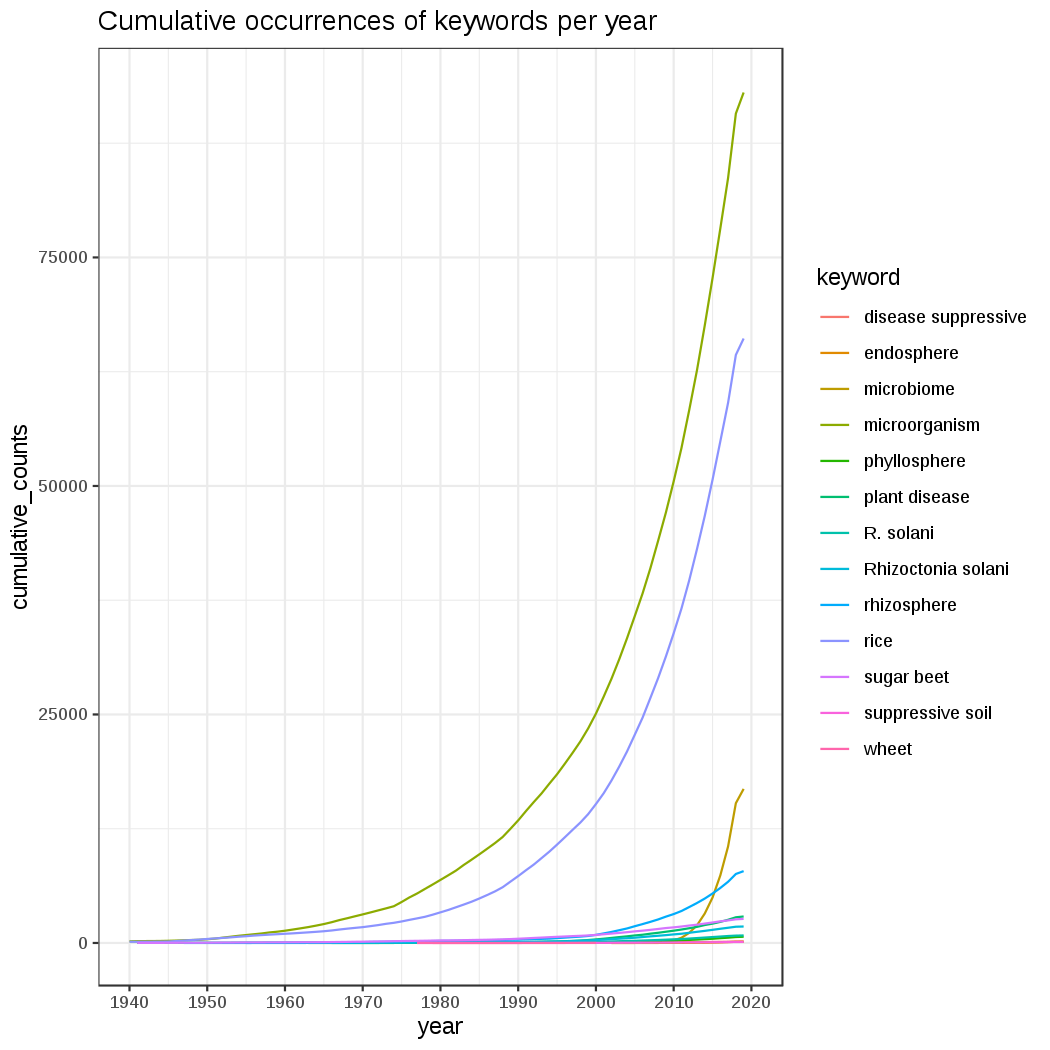 Cumulative occurrences of keywords per year
cumulative_counts
75000
50000
25000
0
1940 1950 1960 1970 1980 1990 2000 2010 2020
year
keyword
disease suppressive
endosphere
microbiome
microorganism
phyllosphere
plant disease
R. solani
Rhizoctonia solani
rhizosphere
rice
sugar beet
suppressive soil
wheet